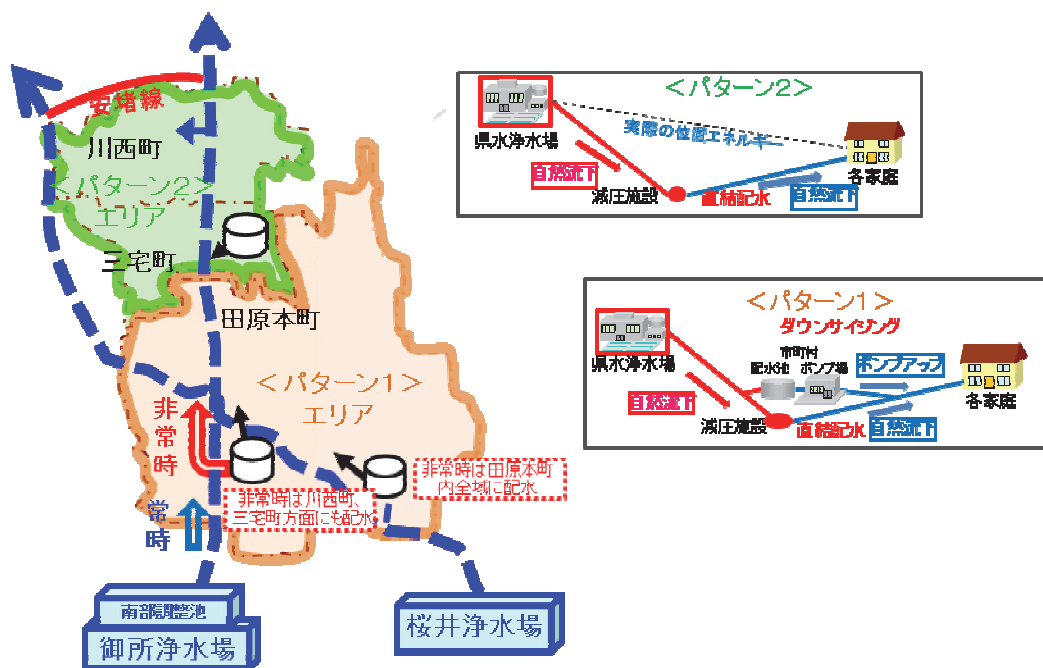 安堵線
川西町
＜パターン2＞
エリア
三宅町
田原本町
＜パターン1＞
エリア
非常時
常時
非常時は川西町、
三宅町方面にも配水
非常時は田原本町
内全域に配水
南部調整池
御所浄水場
桜井浄水場
＜パターン2＞
県水浄水場
実際の位置エネルギー
自然流下
減圧施設
直結配水
自然流下
各家庭
＜パターン1＞
ダウンサイジング
県水浄水場
市町村
配水池
ポンプ場
ポンプアップ
自然流下
減圧施設
直結配水
自然流下
各家庭